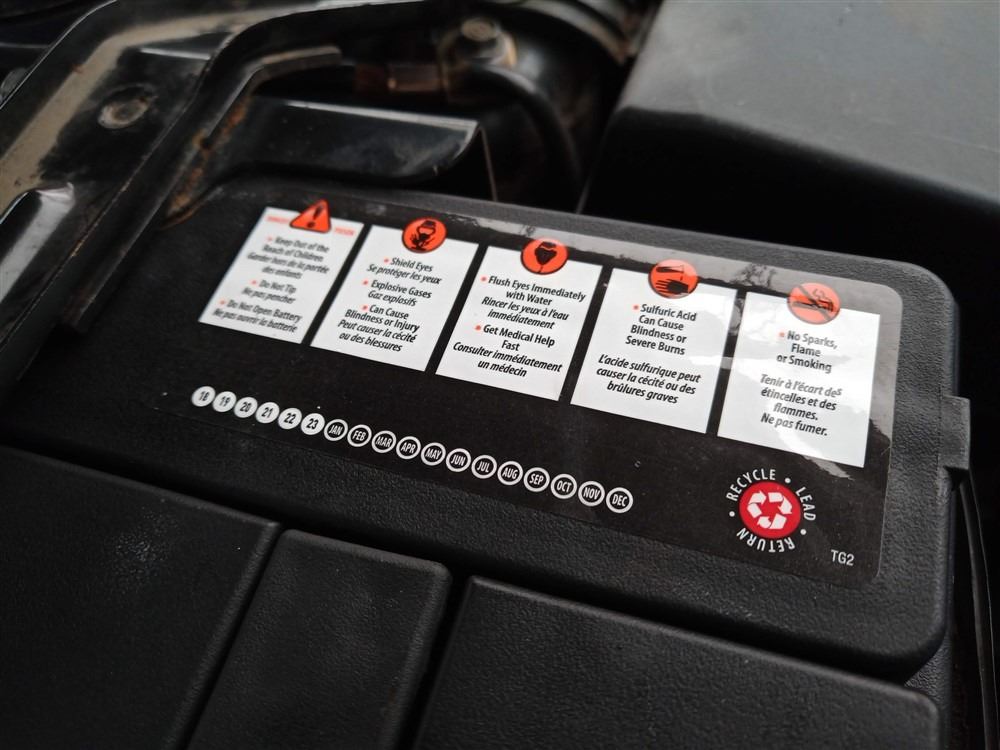 DANGER POISON
• Keep Out of the
Reach of Children
Garder hors de la portée
des enfants
• Do Not Tip
Ne pas pencher
• Do Not Open Battery
Ne pas ouvrir la batterie
• Shield Eyes
Se protéger les yeux
• Explosive Gases
Gaz explosifs
• Can Cause
Blindness or Injury
Peut causer la cécité
ou des blessures
• Flush Eyes Immediately
with Water
Rincer les yeux à l'eau
immédiatement
• Get Medical Help
Fast
Consulter immédiatement
un médecin
• Sulfuric Acid
Can Cause
Blindness or
Severe Burns
L'acide sulfurique peut
causer la cécité ou des
brûlures graves
• No Sparks,
Flame
or Smoking
Tenir à l'écart des
étincelles et des
flammes.
Ne pas fumer.
18 19 20 21 22 23 JAN FEB MAR APR MAY JUN JUL AUG SEP OCT NOV DEC
RECYCLE • LEAD • RETURN •
TG2